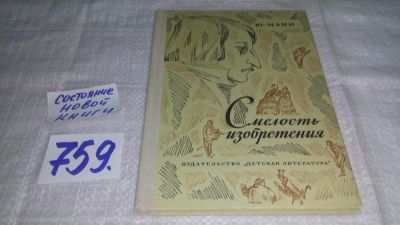 Ю. МАНН
Смелость
изобретения
ИЗДАТЕЛЬСТВО „ДЕТСКАЯ ЛИТЕРАТУРА"
СОСТОЯНИЕ
НОВОЙ
КНИГИ
759.